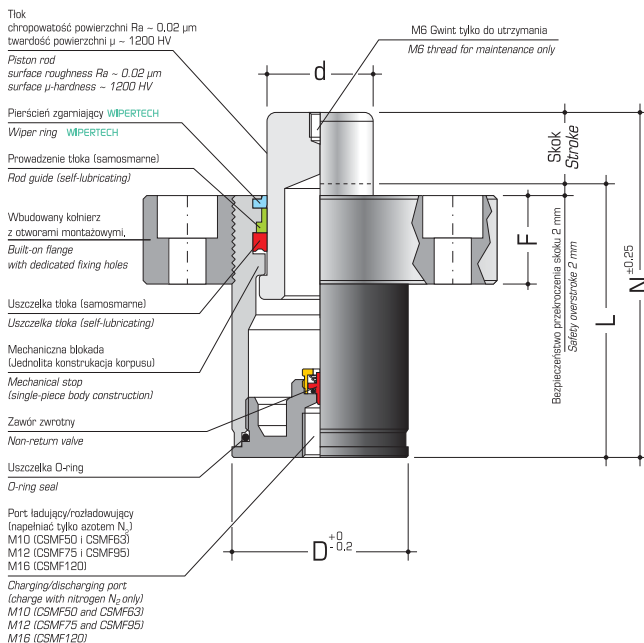 Tłok
chropowatość powierzchni Ra ~ 0.02 µm
twardość powierzchni µ ~ 1200 HV
Piston rod
surface roughness Ra ~ 0.02 µm
surface µ-hardness ~ 1200 HV
Pierścień zgarniający WIPERTECH
Wiper ring WIPERTECH
Prowadzenie tłoka (samosmarne)
Rod guide (self-lubricating)
Wbudowany kołnierz
z otworami montażowymi,
Built-on flange
with dedicated fixing holes
Uszczelka tłoka (samosmarne)
Uszczelka tłoka (self-lubricating)
Mechaniczna blokada
(Jednolita konstrukacja korpusu)
Mechanical stop
(single-piece body construction)
Zawór zwrotny
Non-return valve
Uszczelka O-ring
O-ring seal
Port ładujący/rozładowujący
(napełniać tylko azotem N2)
M10 (CSMF50 i CSMF63)
M12 (CSMF75 i CSMF95)
M16 (CSMF120)
Charging/discharging port
(charge with nitrogen N2 only)
M10 (CSMF50 and CSMF63)
M12 (CSMF75 and CSMF95)
M16 (CSMF120)
M6 Gwint tylko do utrzymania
M6 thread for maintenance only
d
Skok
Stroke
F
Bezpieczeństwo przekroczenia skoku 2 mm
Safety overstroke 2 mm
L
N ±0.25
D +0 -0.2